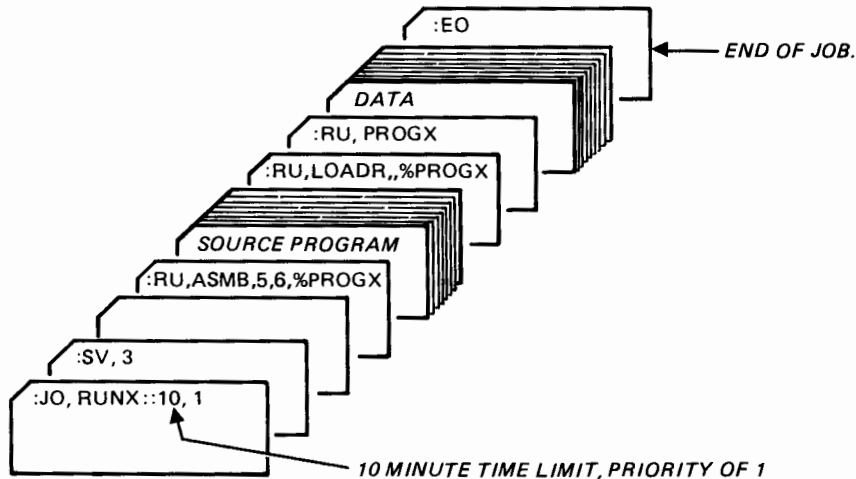 :EO
END OF JOB.
DATA
:RU, PROGX
:RU,LOADR,,%PROGX
SOURCE PROGRAM
:RU,ASMB,5,6,%PROGX
:SV, 3
:JO, RUNX::10, 1
10 MINUTE TIME LIMIT, PRIORITY OF 1